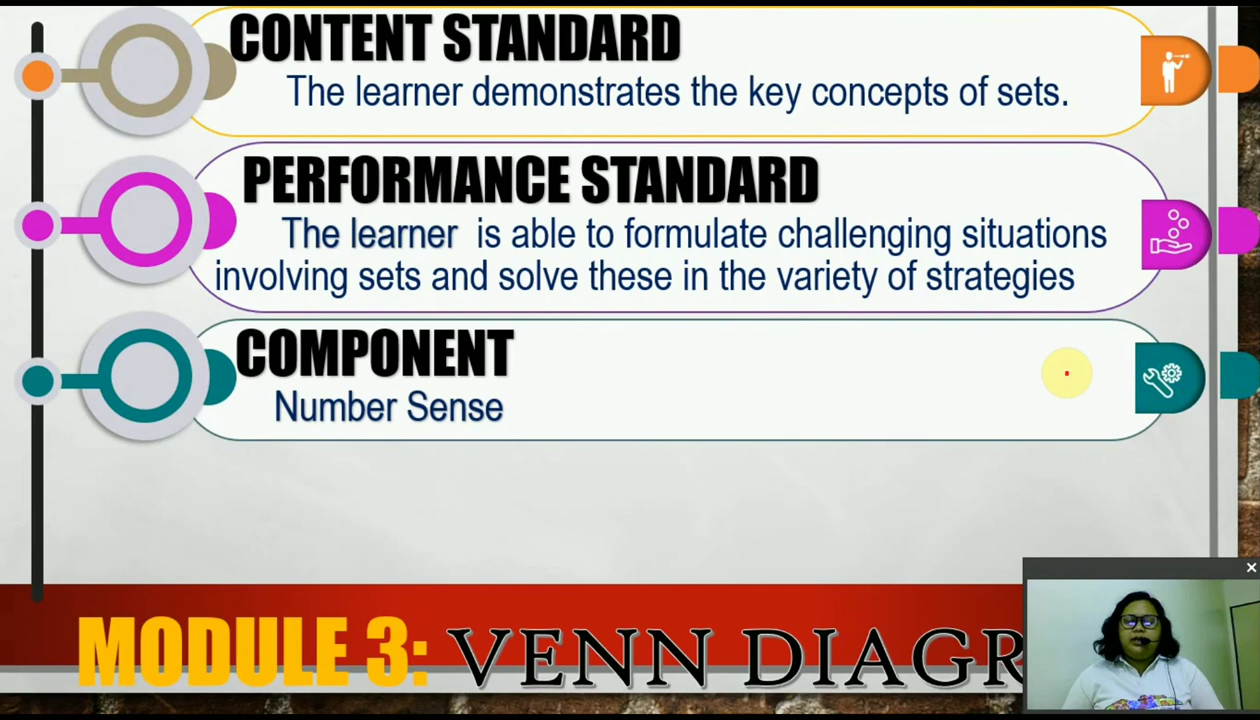 CONTENT STANDARD
The learner demonstrates the key concepts of sets.
PERFORMANCE STANDARD
The learner is able to formulate challenging situations
involving sets and solve these in the variety of strategies
COMPONENT
Number Sense
MODULE 3: VENN DIAGR